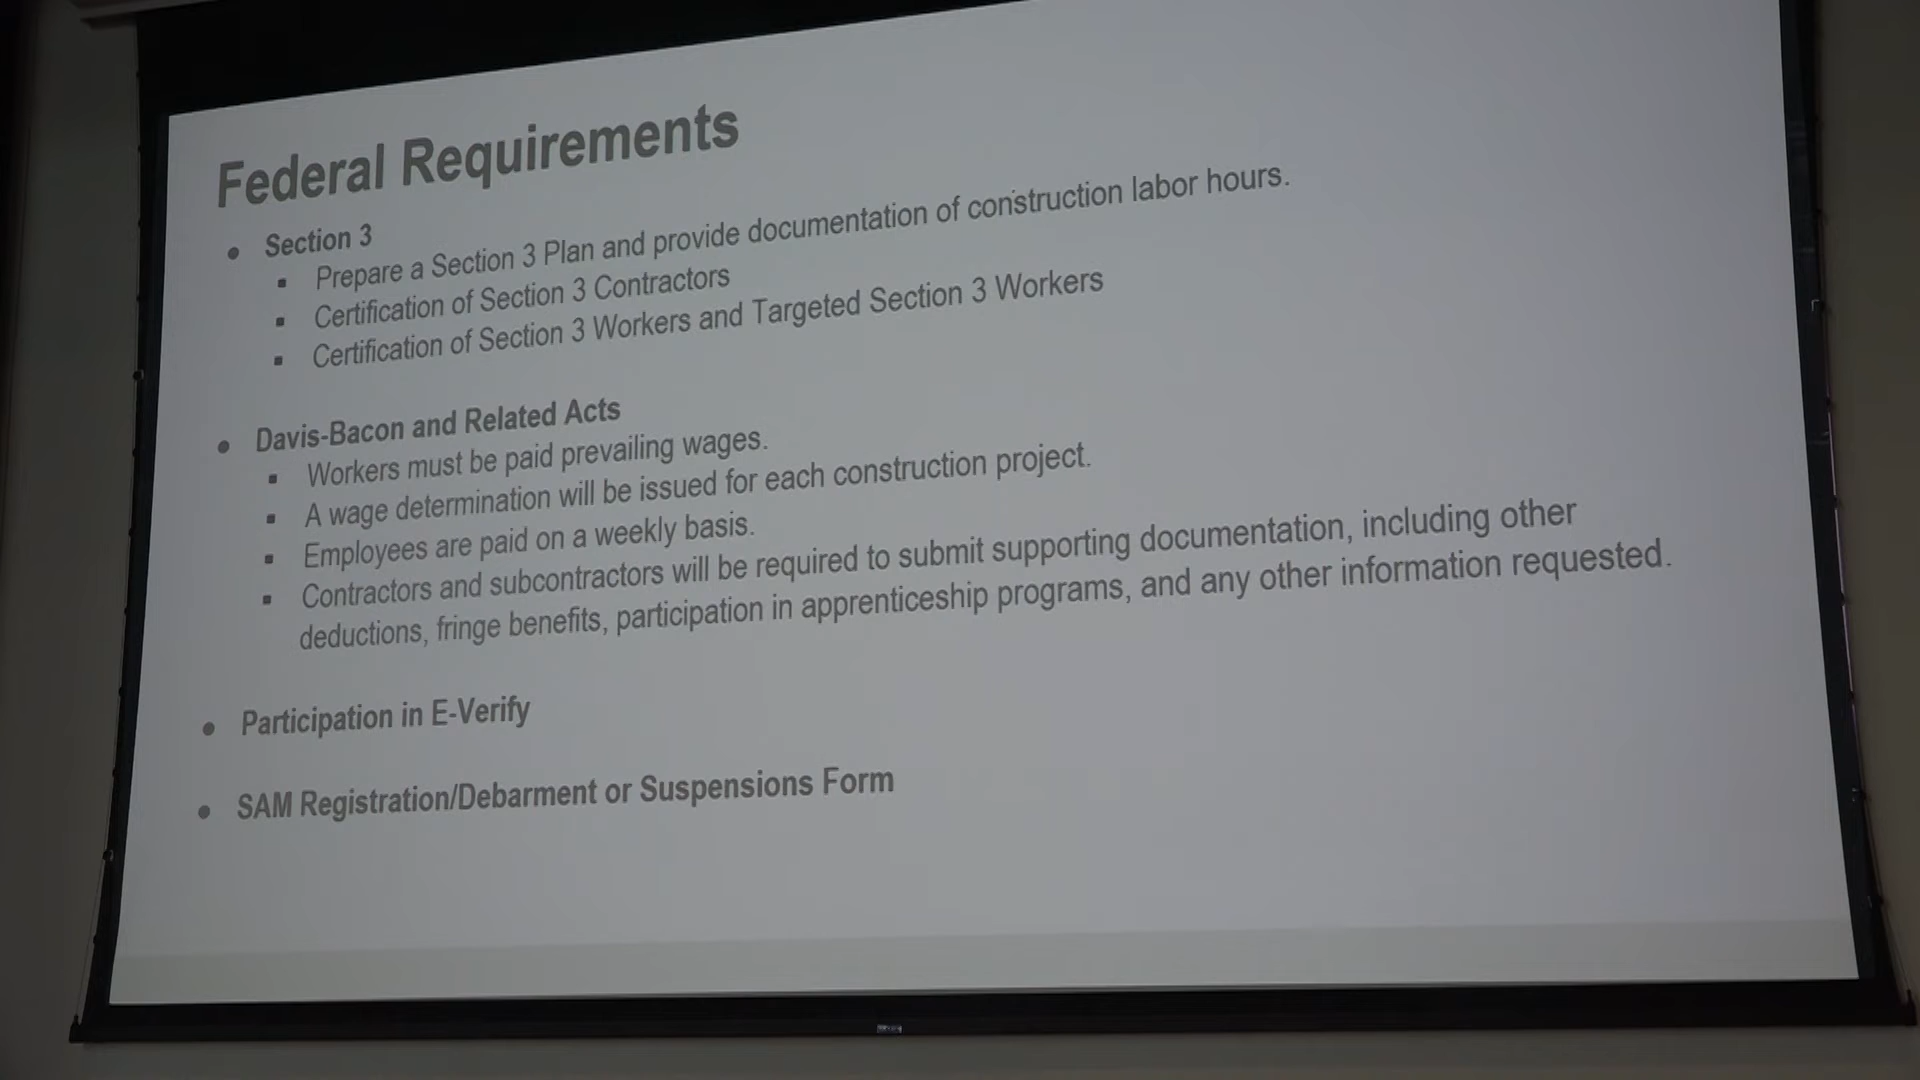 Federal Requirements
• Section 3
▪ Prepare a Section 3 Plan and provide documentation of construction labor hours.
▪ Certification of Section 3 Contractors
▪ Certification of Section 3 Workers and Targeted Section 3 Workers
• Davis-Bacon and Related Acts
▪ Workers must be paid prevailing wages.
▪ A wage determination will be issued for each construction project.
▪ Employees are paid on a weekly basis.
▪ Contractors and subcontractors will be required to submit supporting documentation, including other
deductions, fringe benefits, participation in apprenticeship programs, and any other information requested.
• Participation in E-Verify
• SAM Registration/Debarment or Suspensions Form